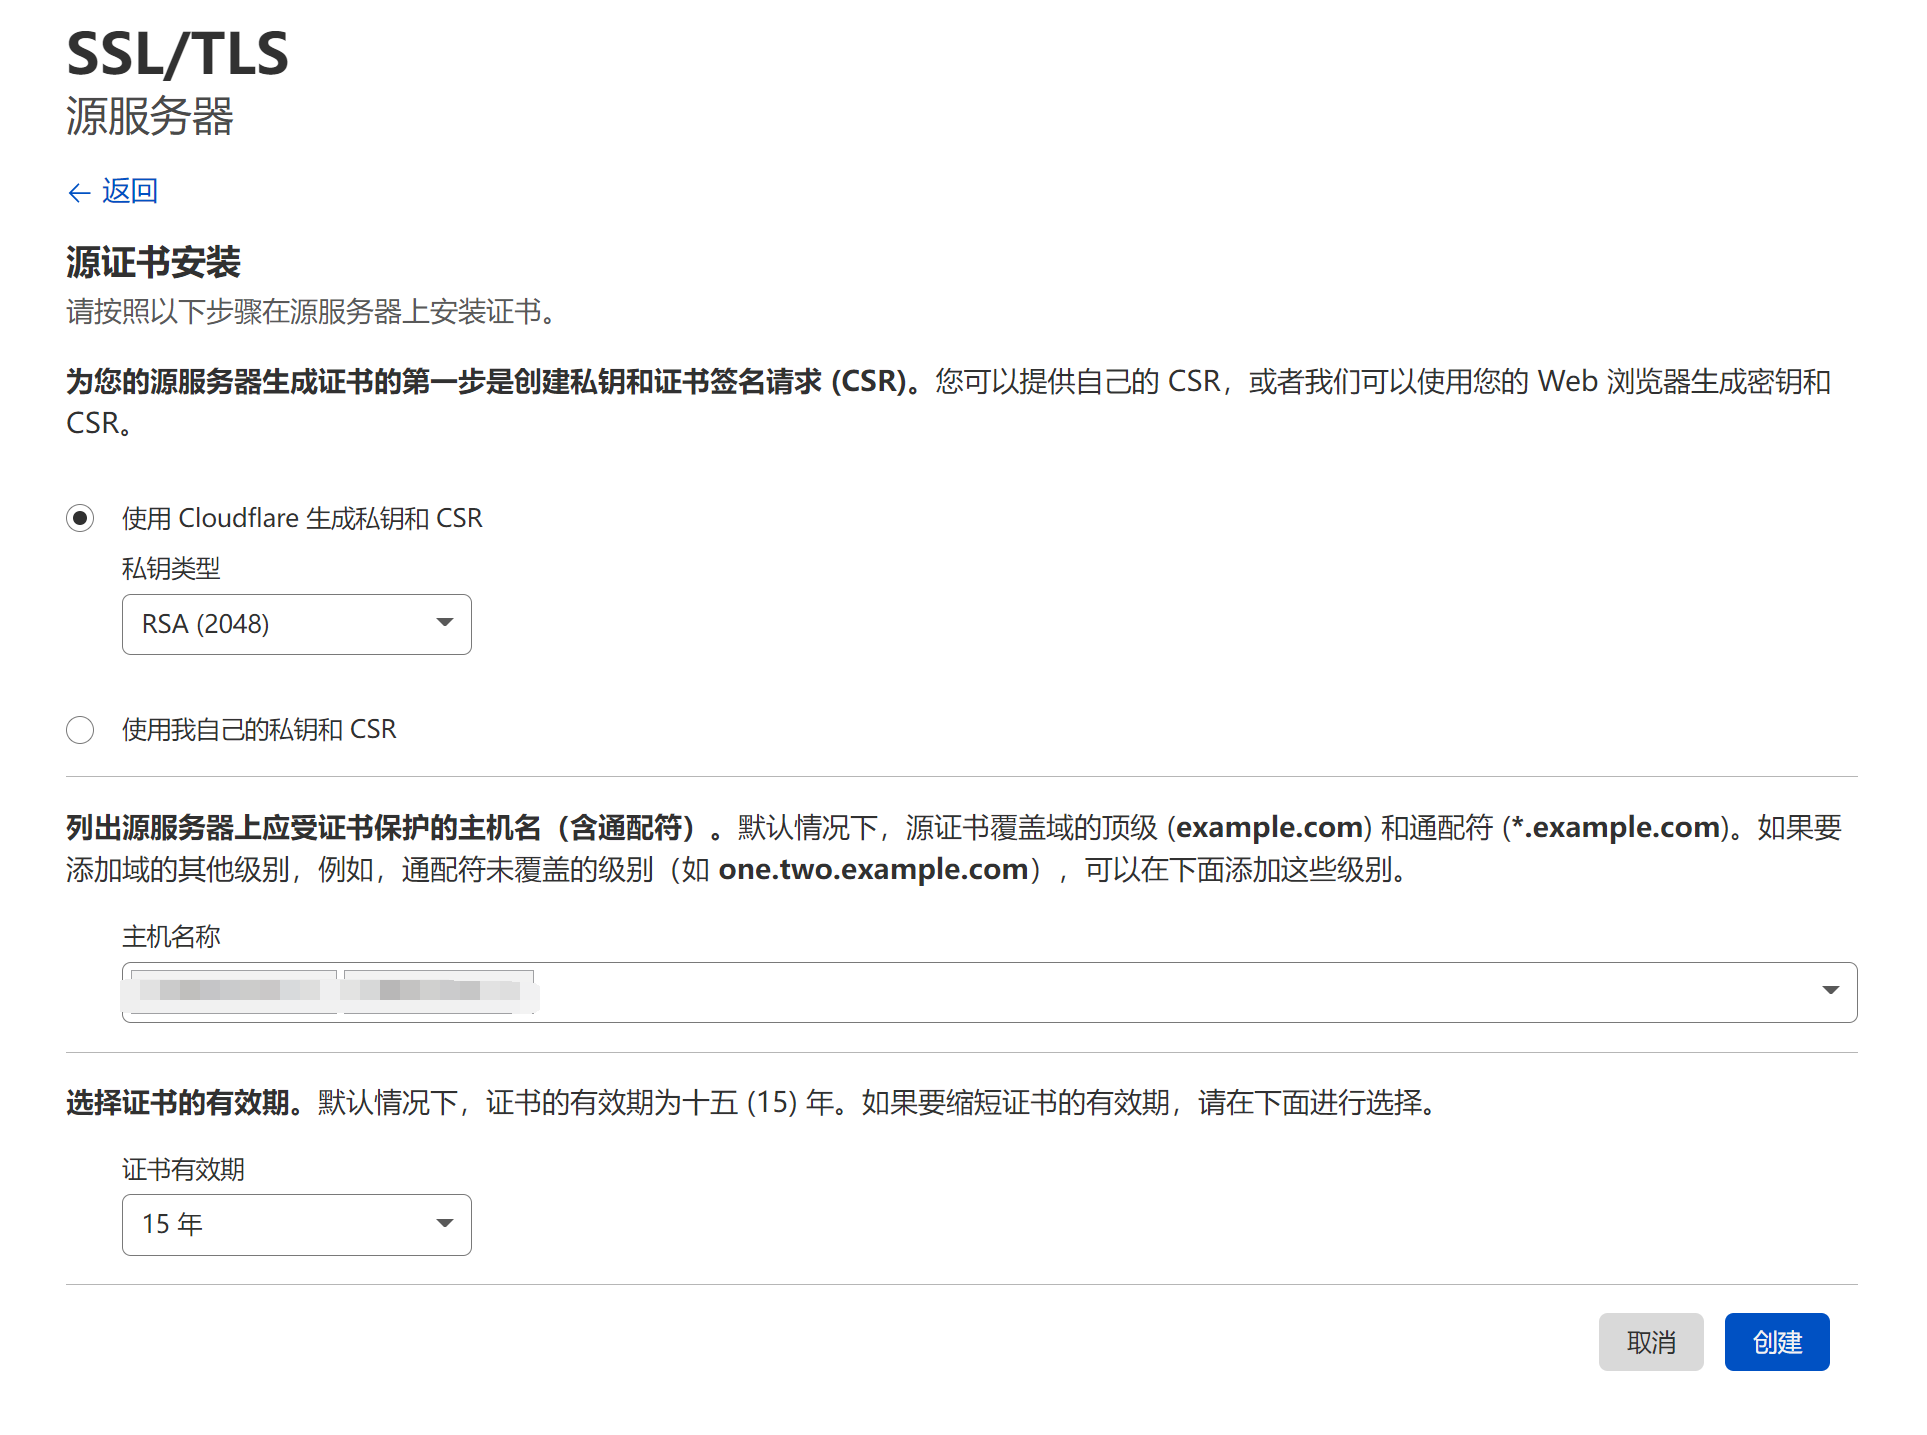 SSL/TLS
源服务器
← 返回
源证书安装
请按照以下步骤在源服务器上安装证书。
为您的源服务器生成证书的第一步是创建私钥和证书签名请求 (CSR)。您可以提供自己的 CSR，或者我们可以使用您的 Web 浏览器生成密钥和
CSR。
使用 Cloudflare 生成私钥和 CSR
私钥类型
RSA (2048)
使用我自己的私钥和 CSR
列出源服务器上应受证书保护的主机名（含通配符）。默认情况下，源证书覆盖域的顶级 (example.com) 和通配符 (*.example.com)。如果要
添加域的其他级别，例如，通配符未覆盖的级别（如 one.two.example.com），可以在下面添加这些级别。
主机名称
选择证书的有效期。默认情况下，证书的有效期为十五 (15) 年。如果要缩短证书的有效期，请在下面进行选择。
证书有效期
15 年
取消
创建